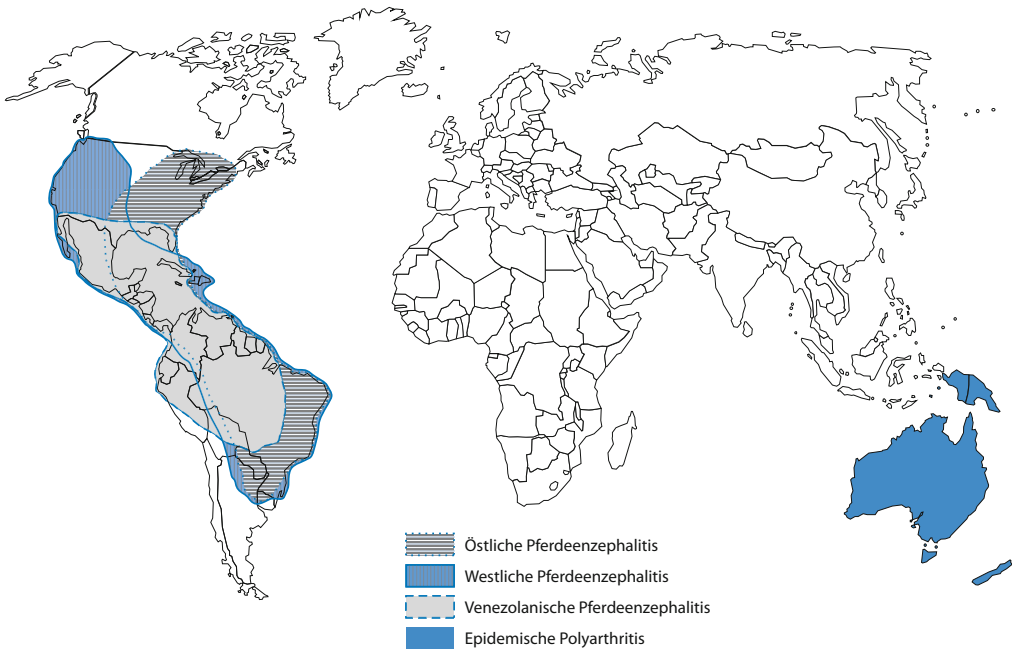 Östliche Pferdeenzephalitis
Westliche Pferdeenzephalitis
Venezolanische Pferdeenzephalitis
Epidemische Polyarthritis